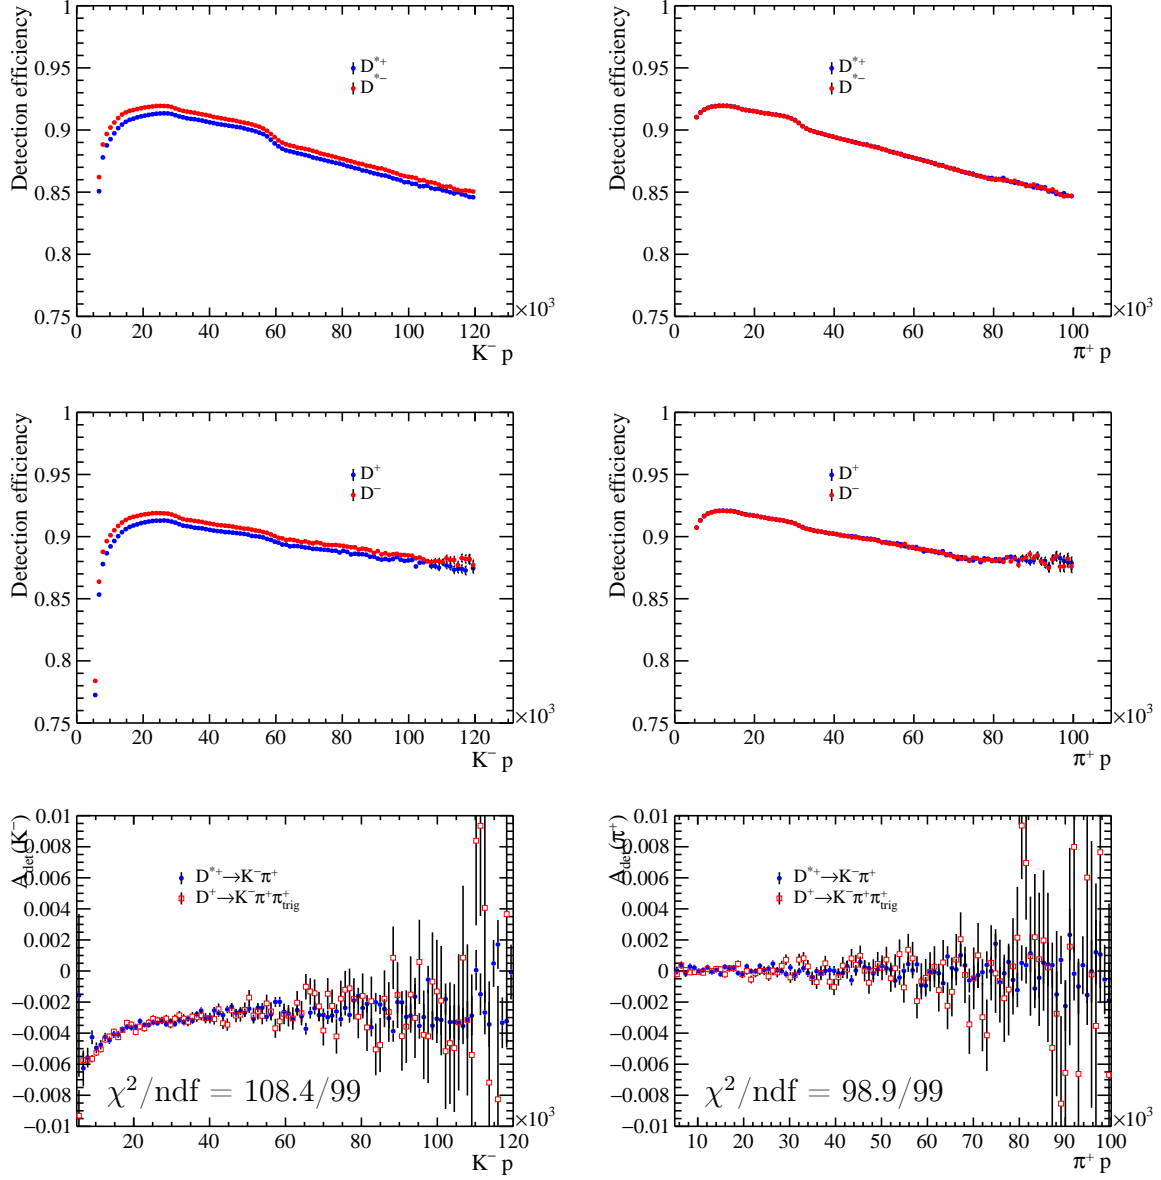 Detection efficiency
1
0.95
0.9
0.85
0.8
0.75
D*+
D*−
0 20 40 60 80 100 120
×10³
K⁻ p
Detection efficiency
1
0.95
0.9
0.85
0.8
0.75
D*+
D*−
0 20 40 60 80 100
×10³
π⁺ p
Detection efficiency
1
0.95
0.9
0.85
0.8
0.75
D⁺
D⁻
0 20 40 60 80 100 120
×10³
K⁻ p
Detection efficiency
1
0.95
0.9
0.85
0.8
0.75
D⁺
D⁻
0 20 40 60 80 100
×10³
π⁺ p
A_det(K⁻)
0.01
0.008
0.006
0.004
0.002
0
−0.002
−0.004
−0.006
−0.008
−0.01
D*+→K⁻π⁺
D⁺→K⁻π⁺π⁺_trig
χ²/ndf = 108.4/99
20 40 60 80 100 120
×10³
K⁻ p
A_det(π⁺)
0.01
0.008
0.006
0.004
0.002
0
−0.002
−0.004
−0.006
−0.008
−0.01
D*+→K⁻π⁺
D⁺→K⁻π⁺π⁺_trig
χ²/ndf = 98.9/99
10 20 30 40 50 60 70 80 90 100
×10³
π⁺ p